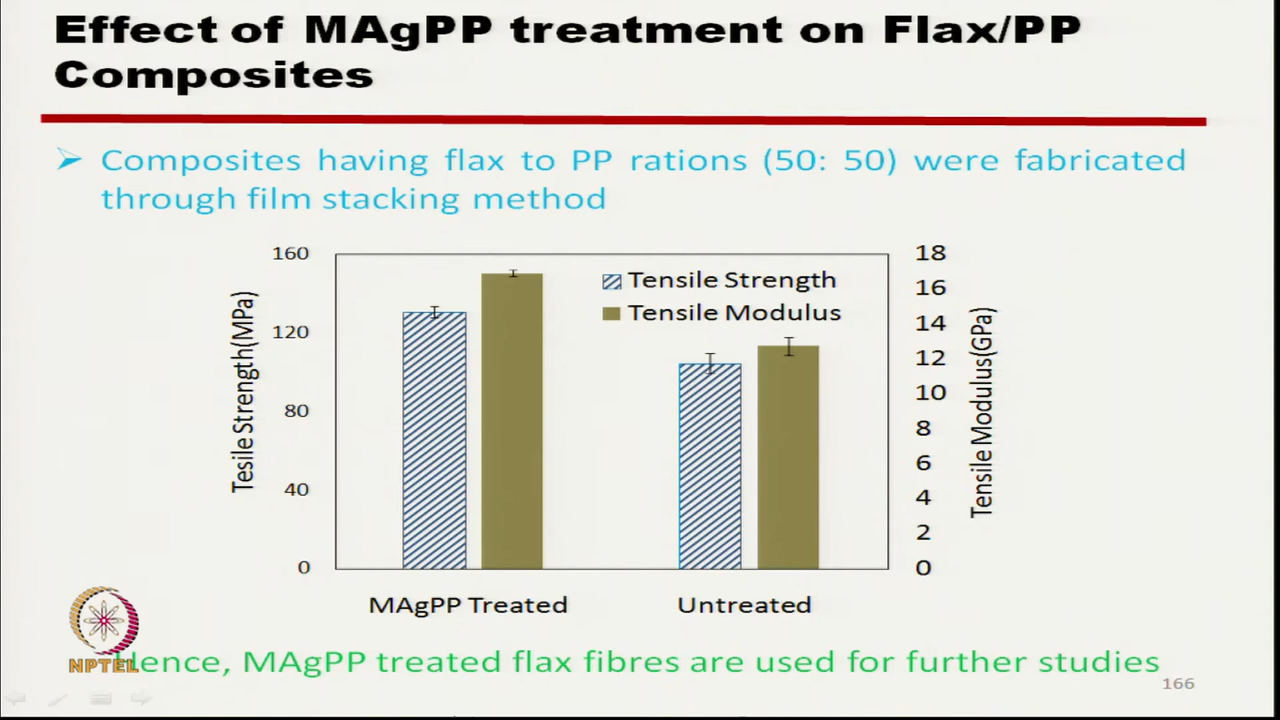 Effect of MAgPP treatment on Flax/PP
Composites
➢ Composites having flax to PP rations (50: 50) were fabricated
through film stacking method
160
120
80
40
0
Tesile Strength(MPa)
Tensile Strength
Tensile Modulus
18
16
14
12
10
8
6
4
2
0
Tensile Modulus(GPa)
MAgPP Treated
Untreated
NPTEL
Hence, MAgPP treated flax fibres are used for further studies
166